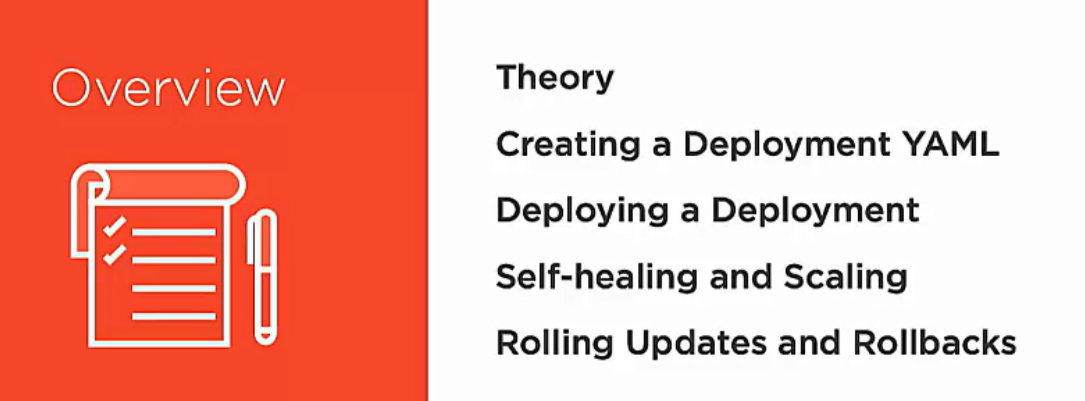 Overview
Theory
Creating a Deployment YAML
Deploying a Deployment
Self-healing and Scaling
Rolling Updates and Rollbacks